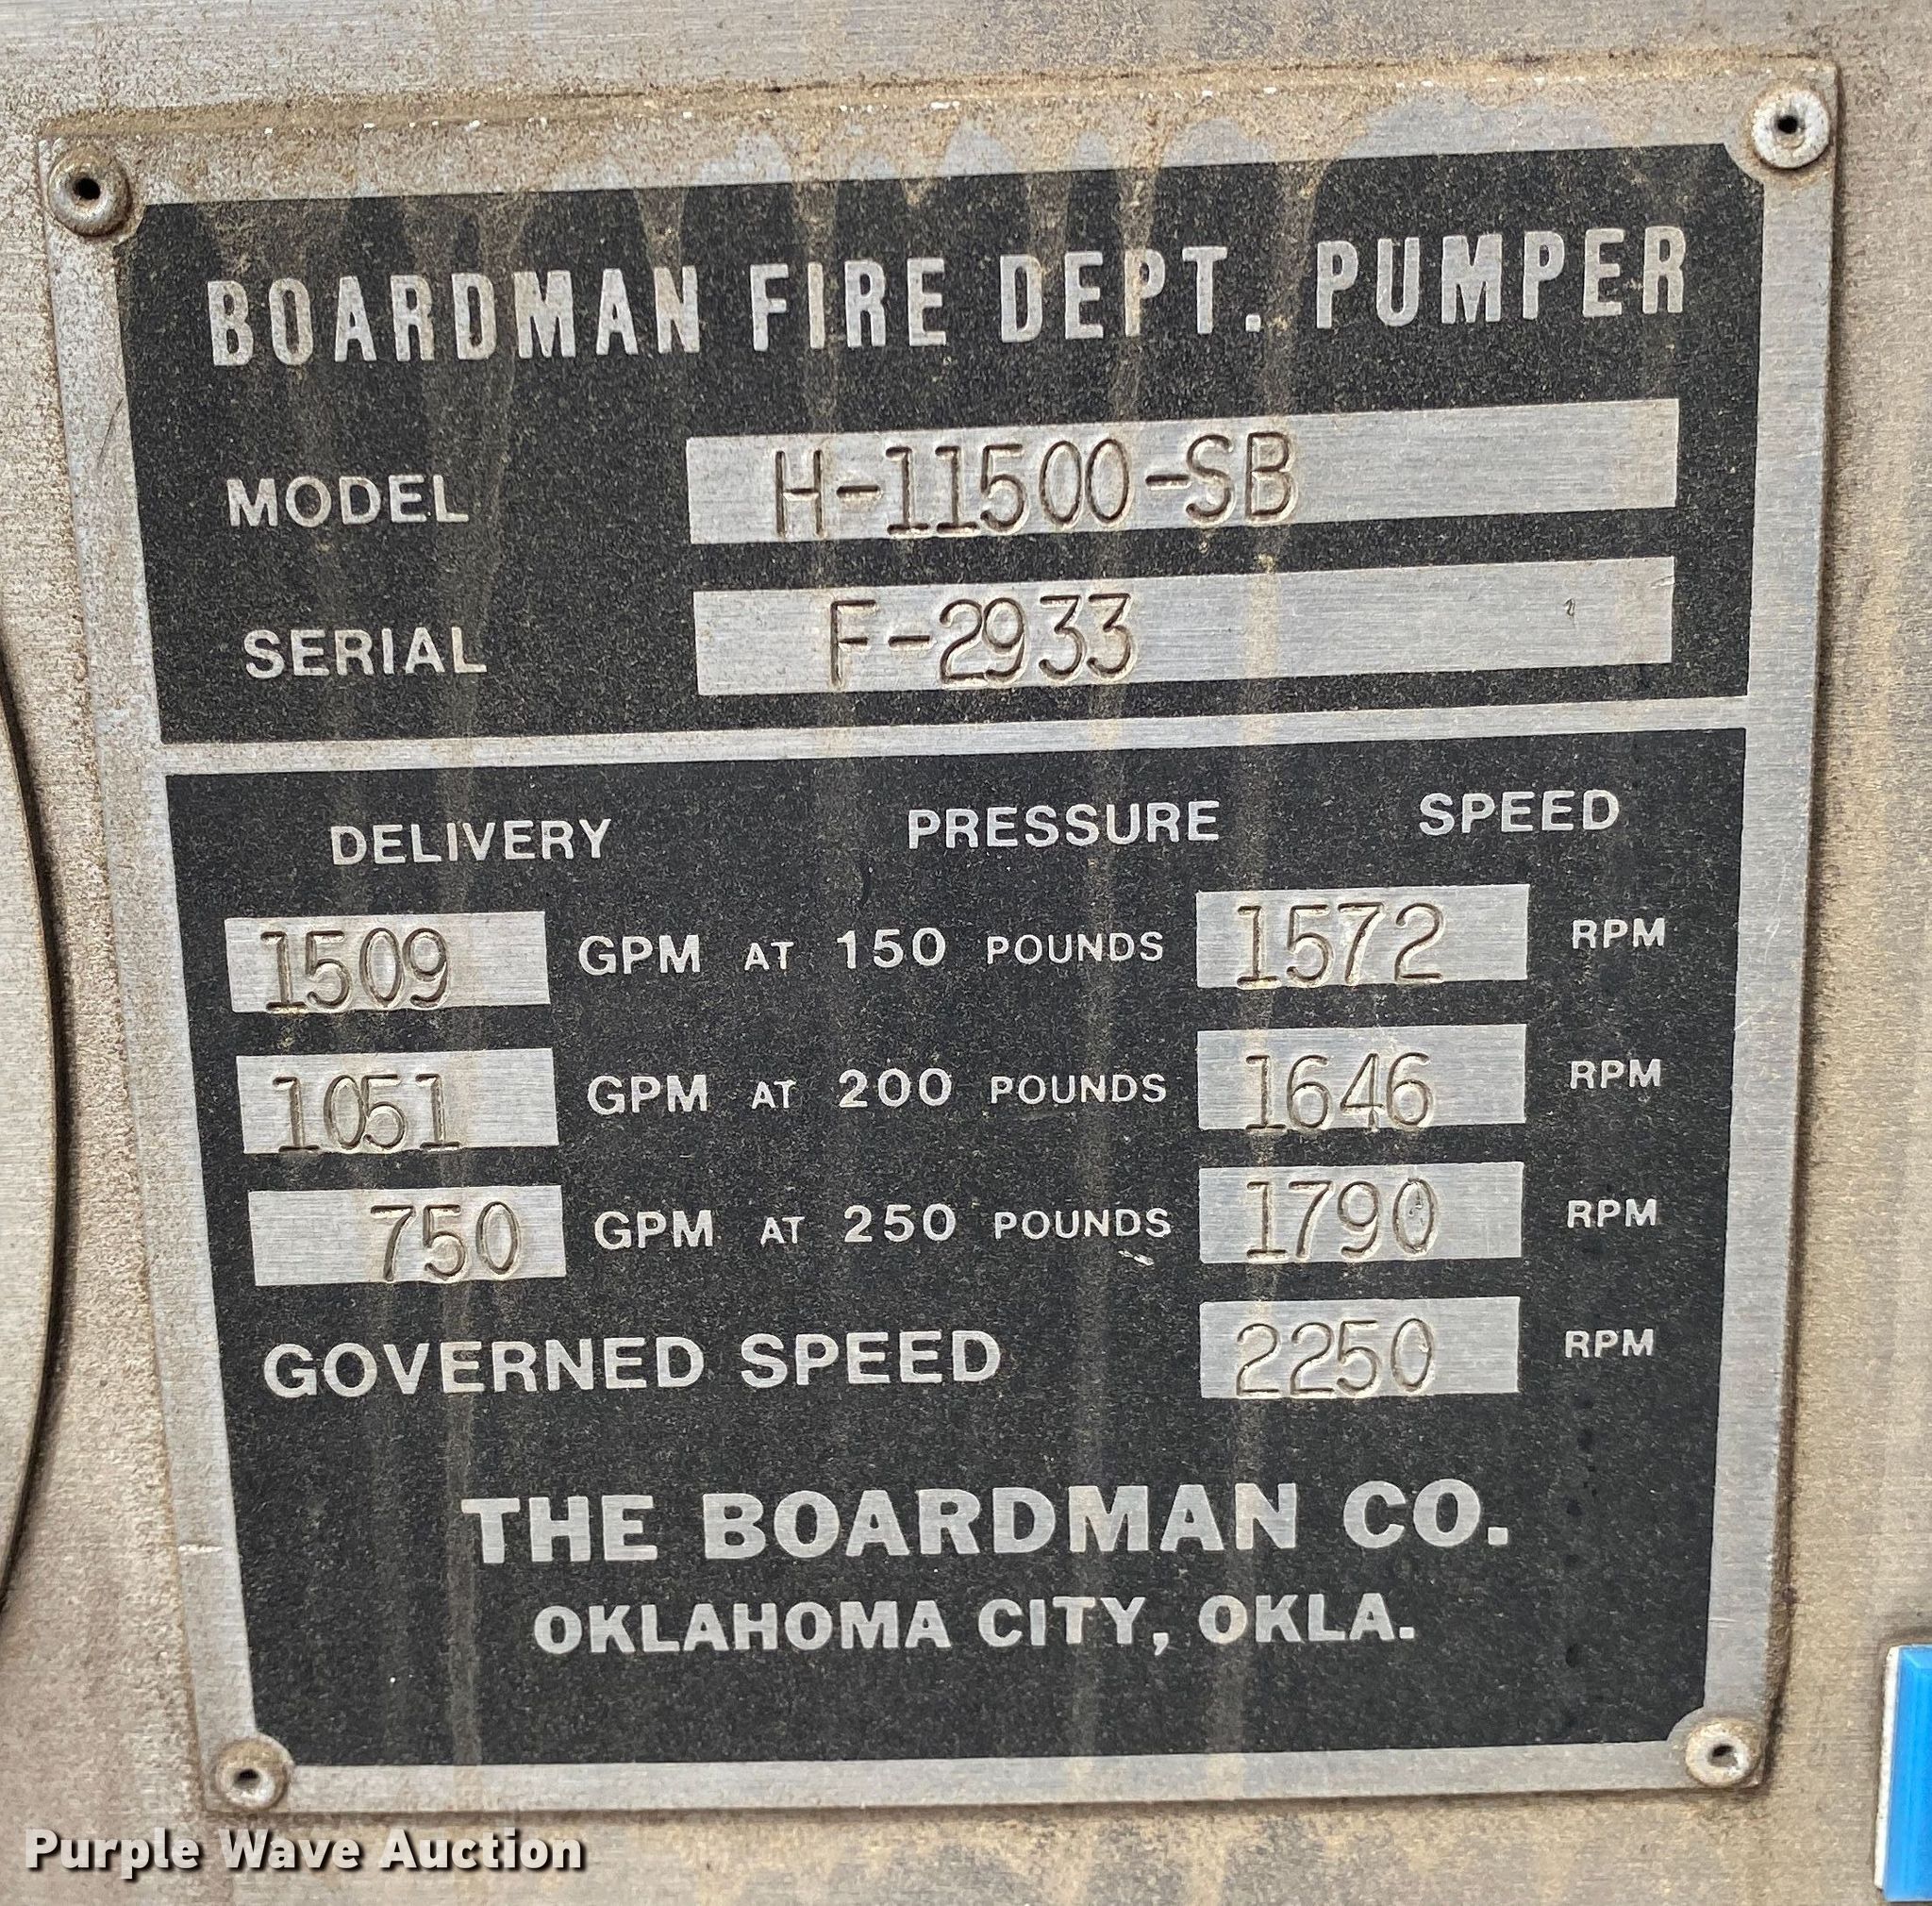 BOARDMAN FIRE DEPT. PUMPER
MODEL H-11500-SB
SERIAL F-2933
DELIVERY PRESSURE SPEED
1509 GPM AT 150 POUNDS 1572 RPM
1051 GPM AT 200 POUNDS 1646 RPM
750 GPM AT 250 POUNDS 1790 RPM
GOVERNED SPEED 2250 RPM
THE BOARDMAN CO.
OKLAHOMA CITY, OKLA.
Purple Wave Auction